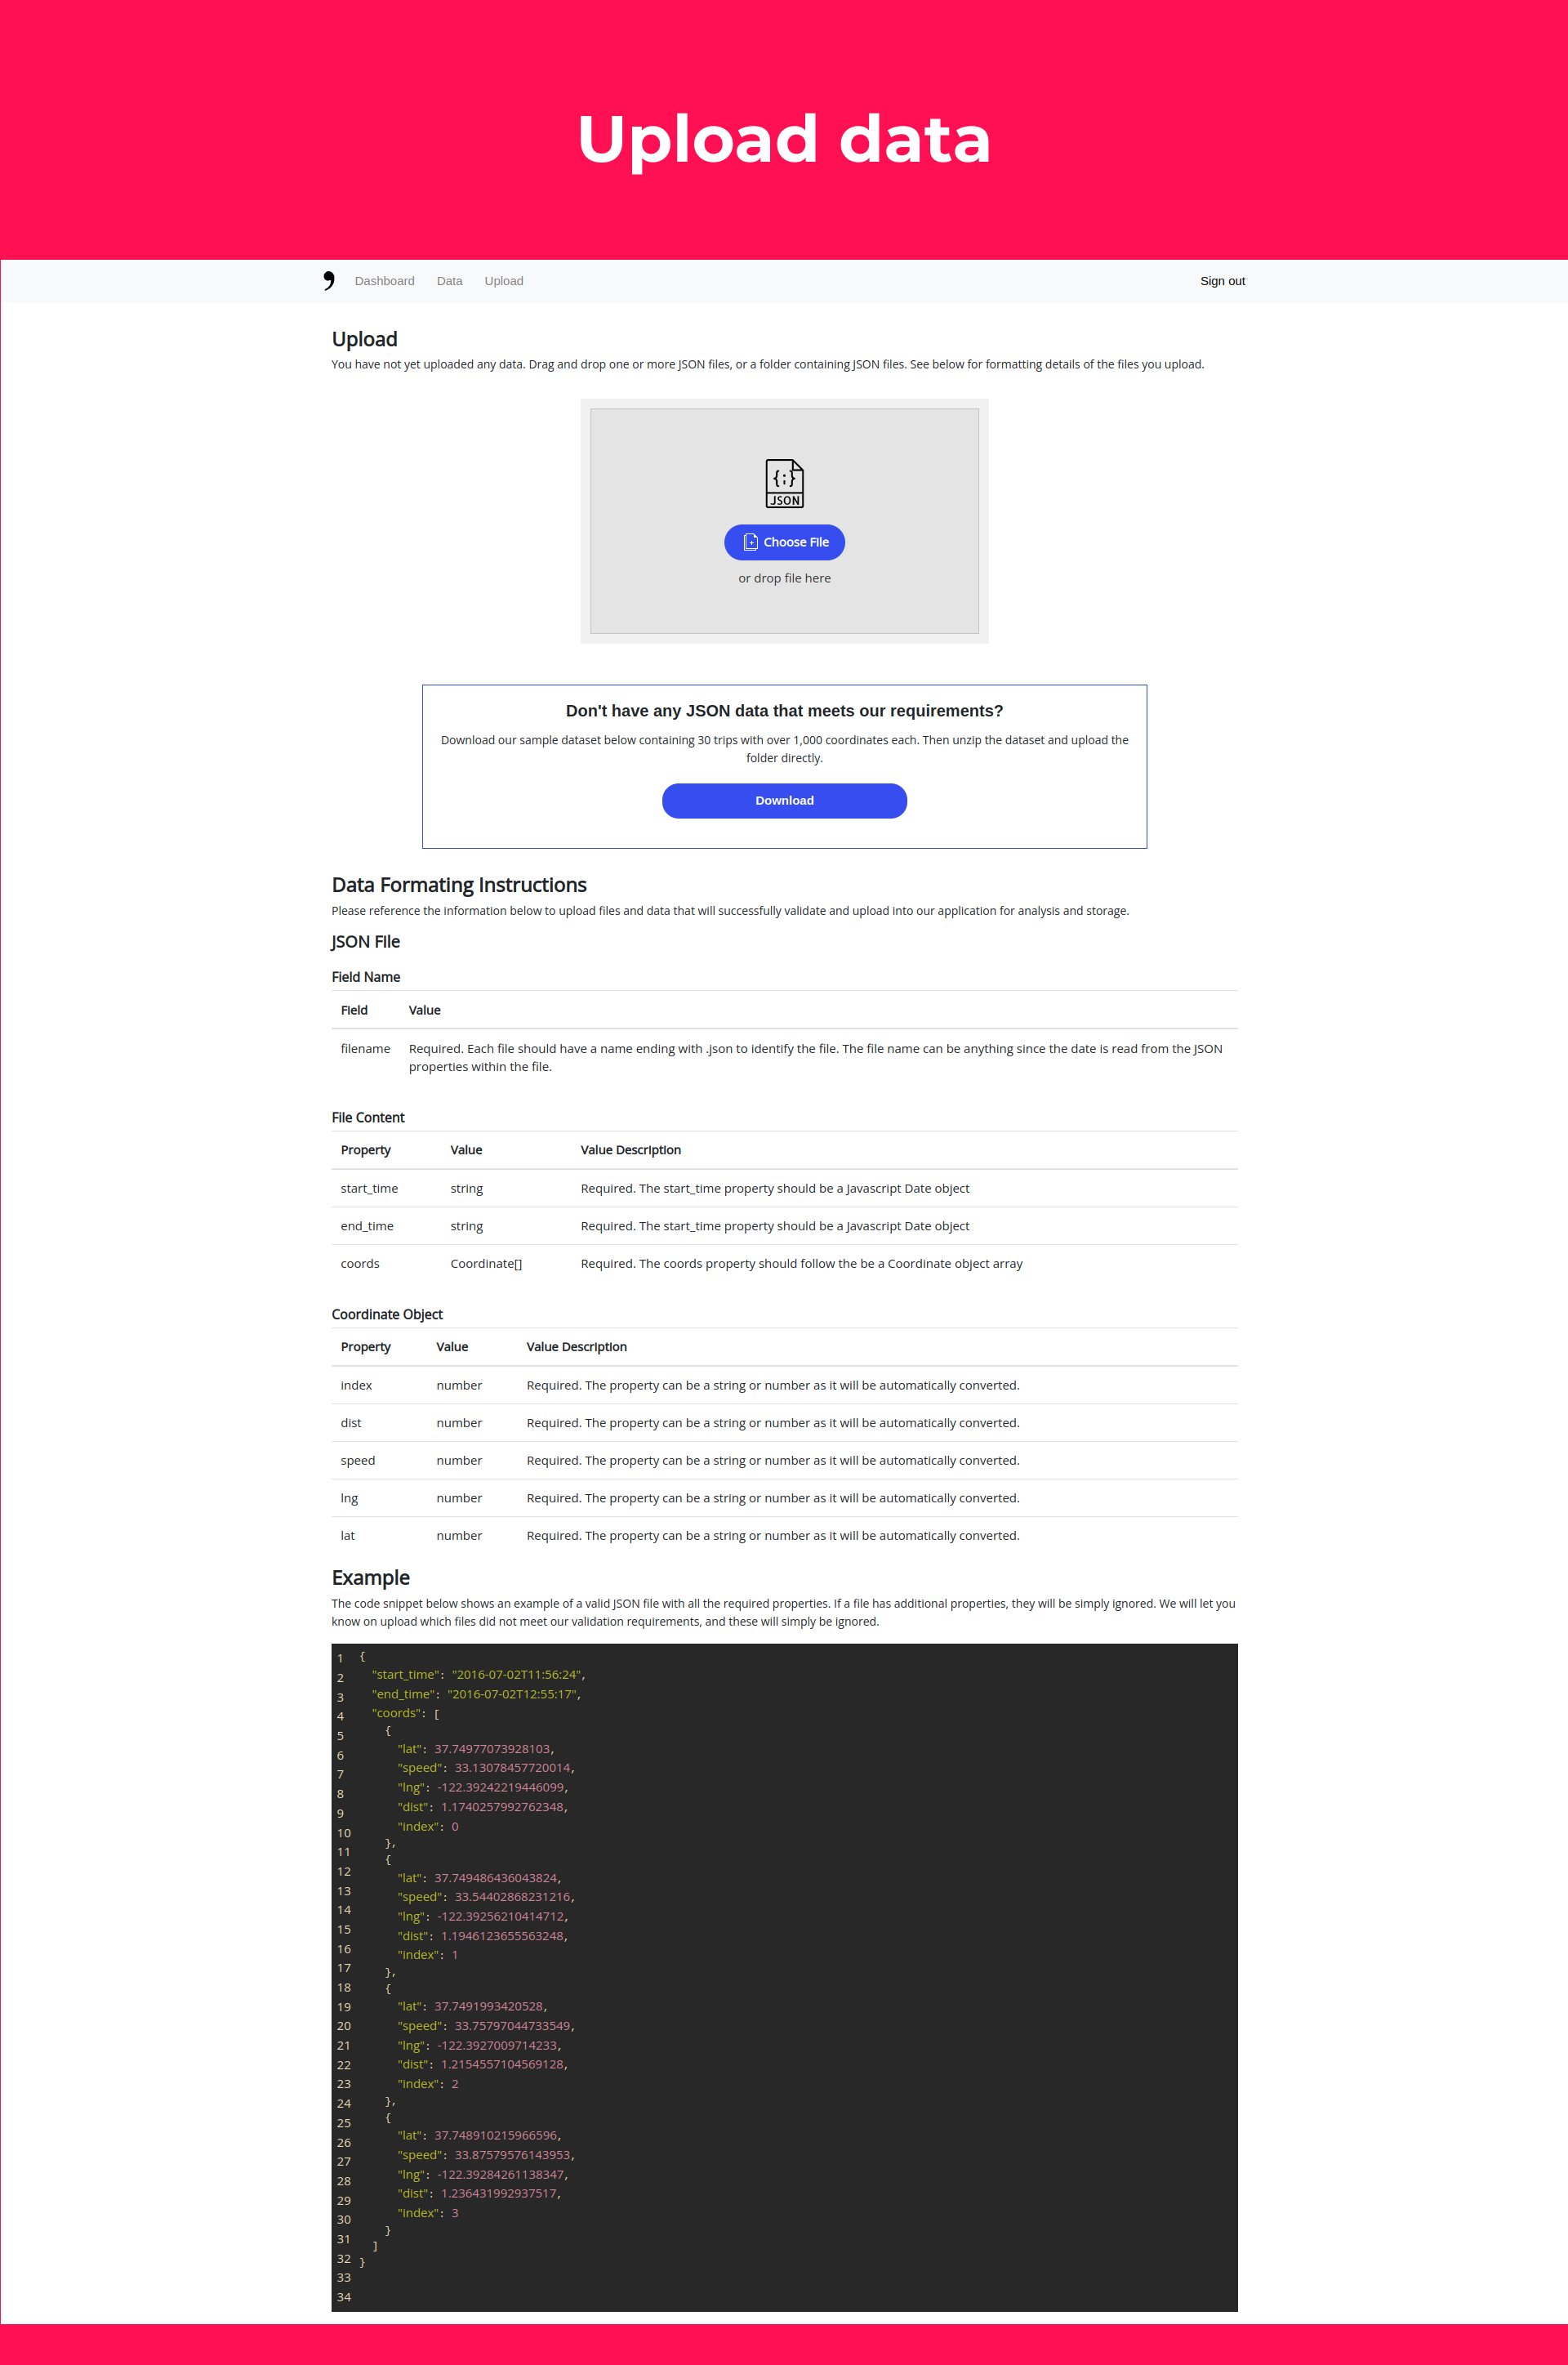 Upload data
Dashboard Data Upload Sign out
Upload
You have not yet uploaded any data. Drag and drop one or more JSON files, or a folder containing JSON files. See below for formatting details of the files you upload.
{;}
JSON
Choose File
or drop file here
Don't have any JSON data that meets our requirements?
Download our sample dataset below containing 30 trips with over 1,000 coordinates each. Then unzip the dataset and upload the
folder directly.
Download
Data Formating Instructions
Please reference the information below to upload files and data that will successfully validate and upload into our application for analysis and storage.
JSON File
Field Name
Field Value
filename Required. Each file should have a name ending with .json to identify the file. The file name can be anything since the date is read from the JSON
properties within the file.
File Content
Property Value Value Description
start_time string Required. The start_time property should be a Javascript Date object
end_time string Required. The start_time property should be a Javascript Date object
coords Coordinate[] Required. The coords property should follow the be a Coordinate object array
Coordinate Object
Property Value Value Description
index number Required. The property can be a string or number as it will be automatically converted.
dist number Required. The property can be a string or number as it will be automatically converted.
speed number Required. The property can be a string or number as it will be automatically converted.
lng number Required. The property can be a string or number as it will be automatically converted.
lat number Required. The property can be a string or number as it will be automatically converted.
Example
The code snippet below shows an example of a valid JSON file with all the required properties. If a file has additional properties, they will be simply ignored. We will let you
know on upload which files did not meet our validation requirements, and these will simply be ignored.
1 {
2 "start_time": "2016-07-02T11:56:24",
3 "end_time": "2016-07-02T12:55:17",
4 "coords": [
5 {
6 "lat": 37.74977073928103,
7 "speed": 33.13078457720014,
8 "lng": -122.39242219446099,
9 "dist": 1.1740257992762348,
10 "index": 0
11 },
12 {
13 "lat": 37.749486436043824,
14 "speed": 33.54402868231216,
15 "lng": -122.39256210414712,
16 "dist": 1.1946123655563248,
17 "index": 1
18 },
19 {
20 "lat": 37.7491993420528,
21 "speed": 33.75797044733549,
22 "lng": -122.3927009714233,
23 "dist": 1.2154557104569128,
24 "index": 2
25 },
26 {
27 "lat": 37.748910215966596,
28 "speed": 33.87579576143953,
29 "lng": -122.39284261138347,
30 "dist": 1.236431992937517,
31 "index": 3
32 }
33 ]
34 }